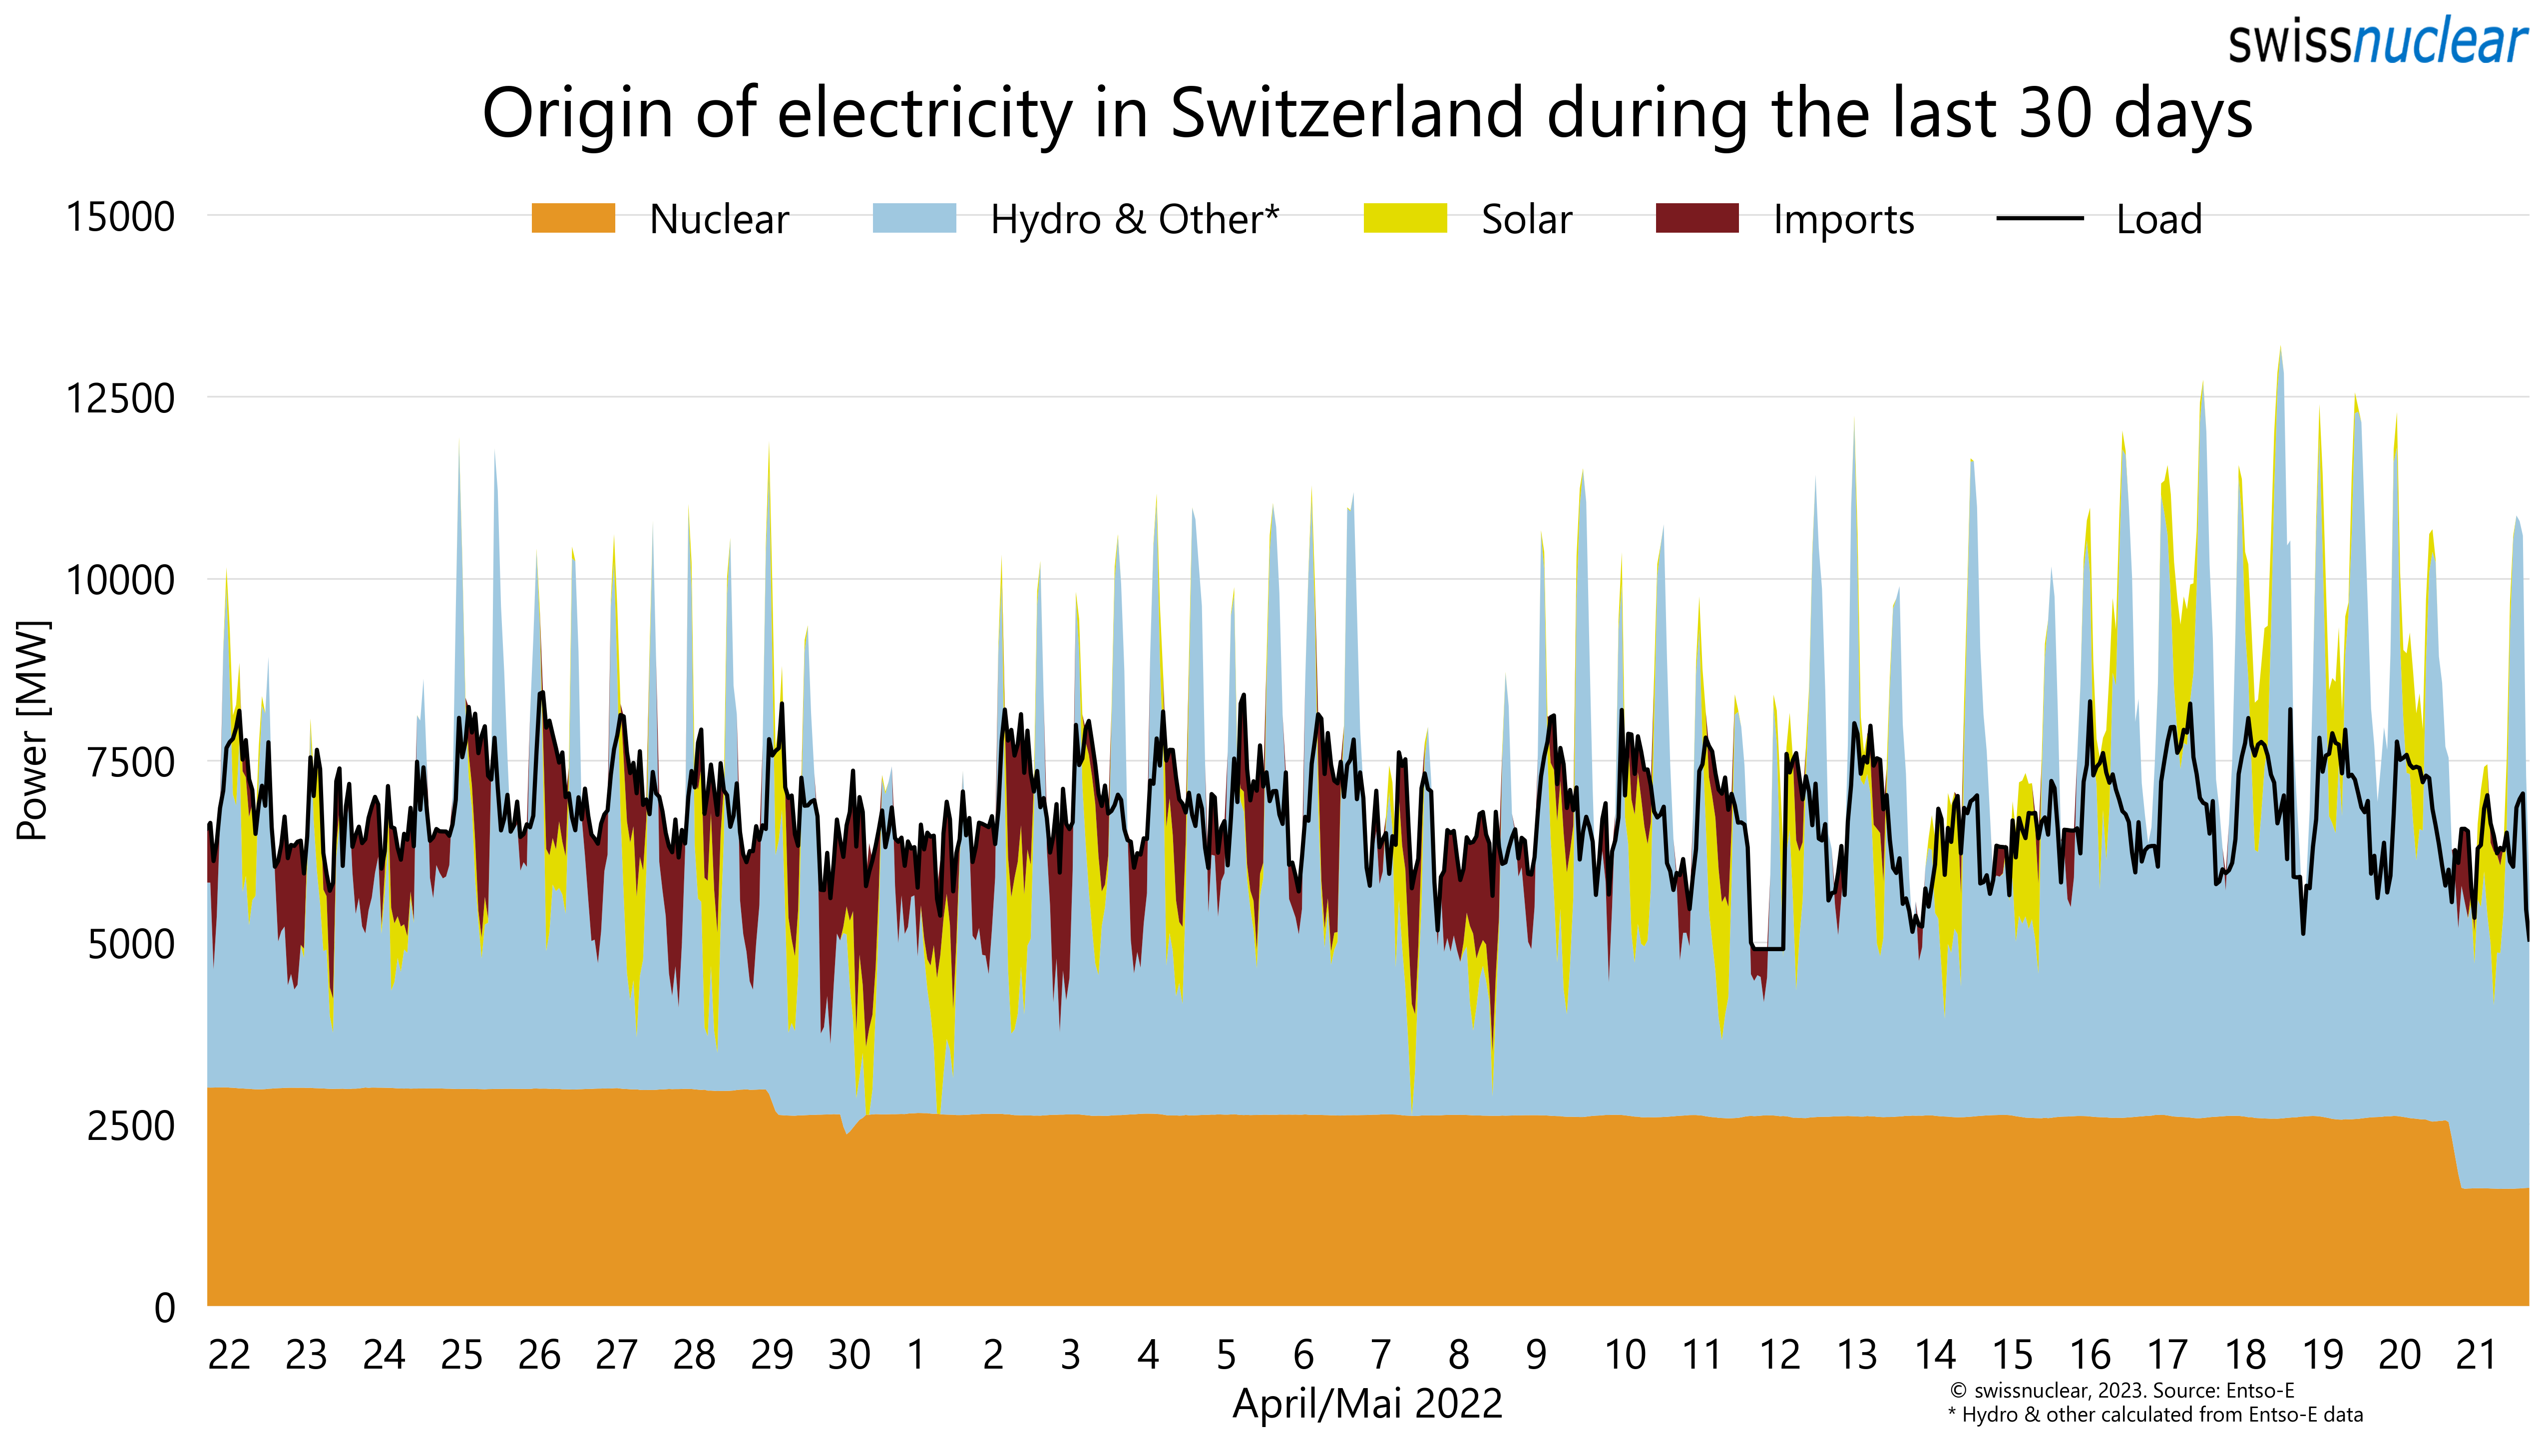 swissnuclear
Origin of electricity in Switzerland during the last 30 days
Nuclear Hydro & Other* Solar Imports Load
15000
12500
10000
7500
5000
2500
0
Power [MW]
22 23 24 25 26 27 28 29 30 1 2 3 4 5 6 7 8 9 10 11 12 13 14 15 16 17 18 19 20 21
April/Mai 2022
© swissnuclear, 2023. Source: Entso-E
* Hydro & other calculated from Entso-E data